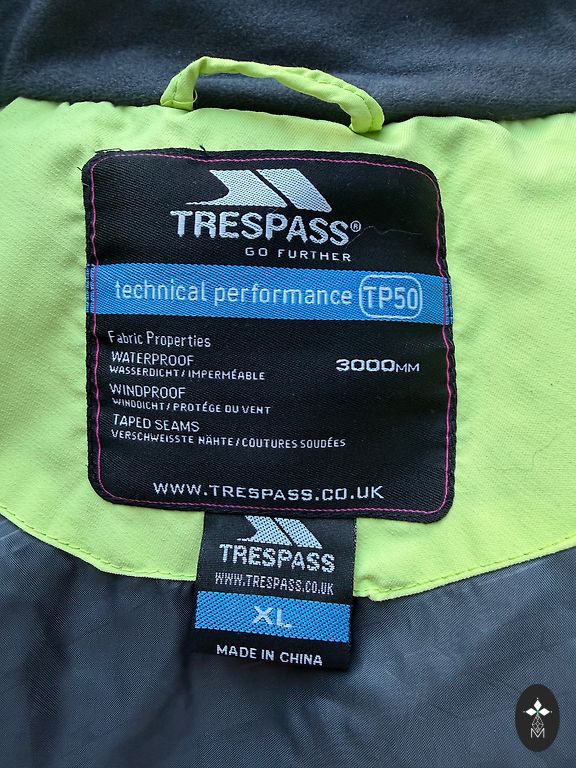 TRESPASS®
GO FURTHER
technical performance TP50
Fabric Properties
WATERPROOF 3000MM
WASSERDICHT / IMPERMÉABLE
WINDPROOF
WINDDICHT / PROTÉGE DU VENT
TAPED SEAMS
VERSCHWEISSTE NÄHTE / COUTURES SOUDÉES
WWW.TRESPASS.CO.UK
TRESPASS
WWW.TRESPASS.CO.UK
XL
MADE IN CHINA
M